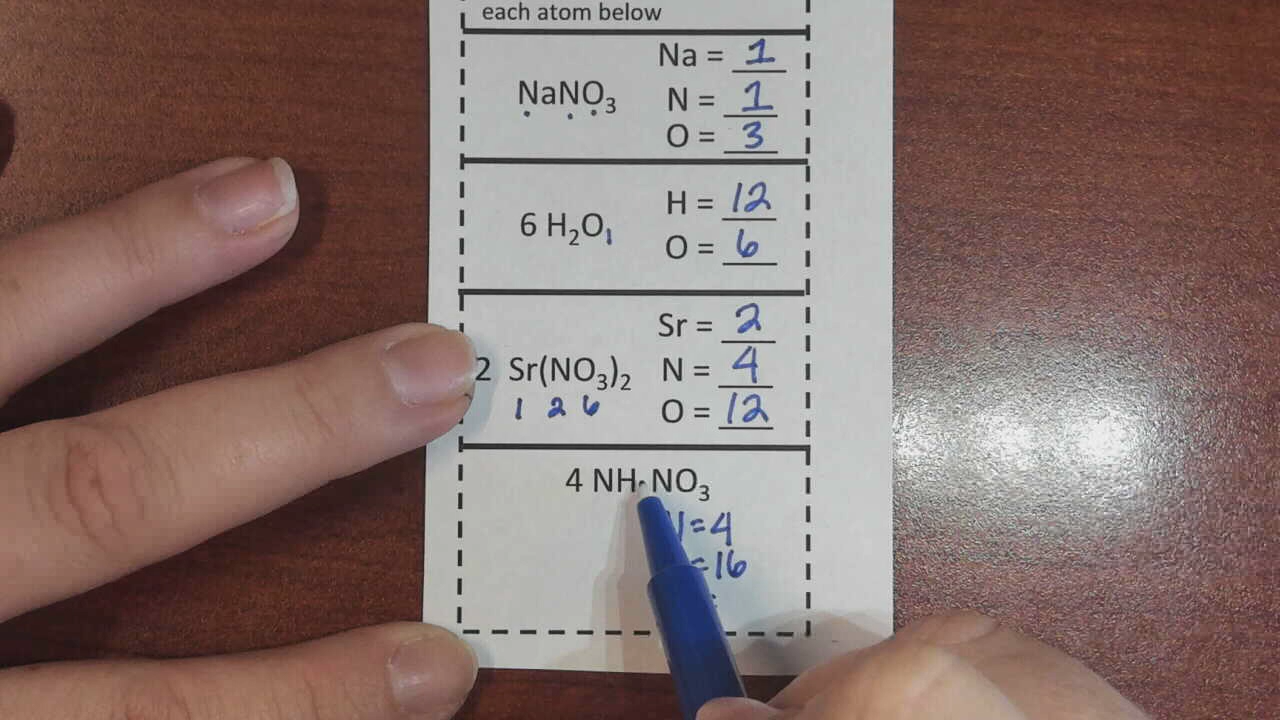 each atom below
Na = 1
NaNO₃
N = 1
O = 3
H = 12
6 H₂O₁
O = 6
Sr = 2
2 Sr(NO₃)₂
N = 4
1 2 6
O = 12
4 NH NO₃
=4
=16